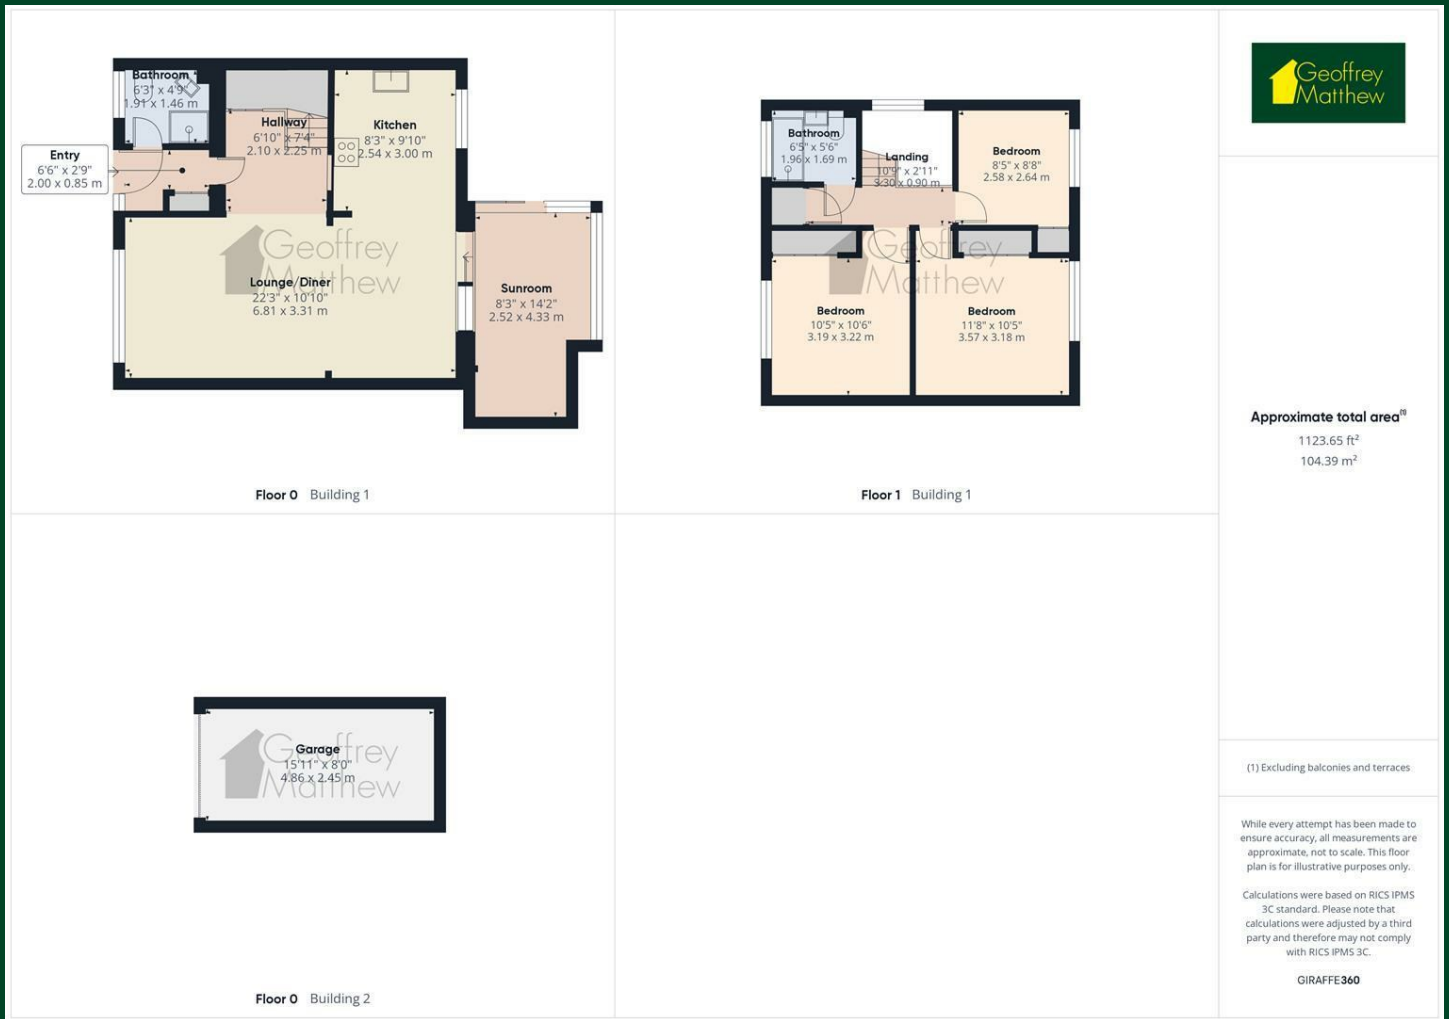 Bathroom
6'3" x 4'9"
1.91 x 1.46 m
Hallway
6'10" x 7'4"
2.10 x 2.25 m
Kitchen
8'3" x 9'10"
2.54 x 3.00 m
Entry
6'6" x 2'9"
2.00 x 0.85 m
Geoffrey
Matthew
Lounge/Diner
22'3" x 10'10"
6.81 x 3.31 m
Sunroom
8'3" x 14'2"
2.52 x 4.33 m
Floor 0 Building 1
Bathroom
6'5" x 5'6"
1.96 x 1.69 m
Landing
10'9" x 2'11"
3.30 x 0.90 m
Bedroom
8'5" x 8'8"
2.58 x 2.64 m
Geoffrey
Matthew
Bedroom
10'5" x 10'6"
3.19 x 3.22 m
Bedroom
11'8" x 10'5"
3.57 x 3.18 m
Floor 1 Building 1
Geoffrey
Matthew
Garage
15'11" x 8'0"
4.86 x 2.45 m
Floor 0 Building 2
Geoffrey
Matthew
Approximate total area(1)
1123.65 ft²
104.39 m²
(1) Excluding balconies and terraces
While every attempt has been made to
ensure accuracy, all measurements are
approximate, not to scale. This floor
plan is for illustrative purposes only.
Calculations were based on RICS IPMS
3C standard. Please note that
calculations were adjusted by a third
party and therefore may not comply
with RICS IPMS 3C.
GIRAFFE360